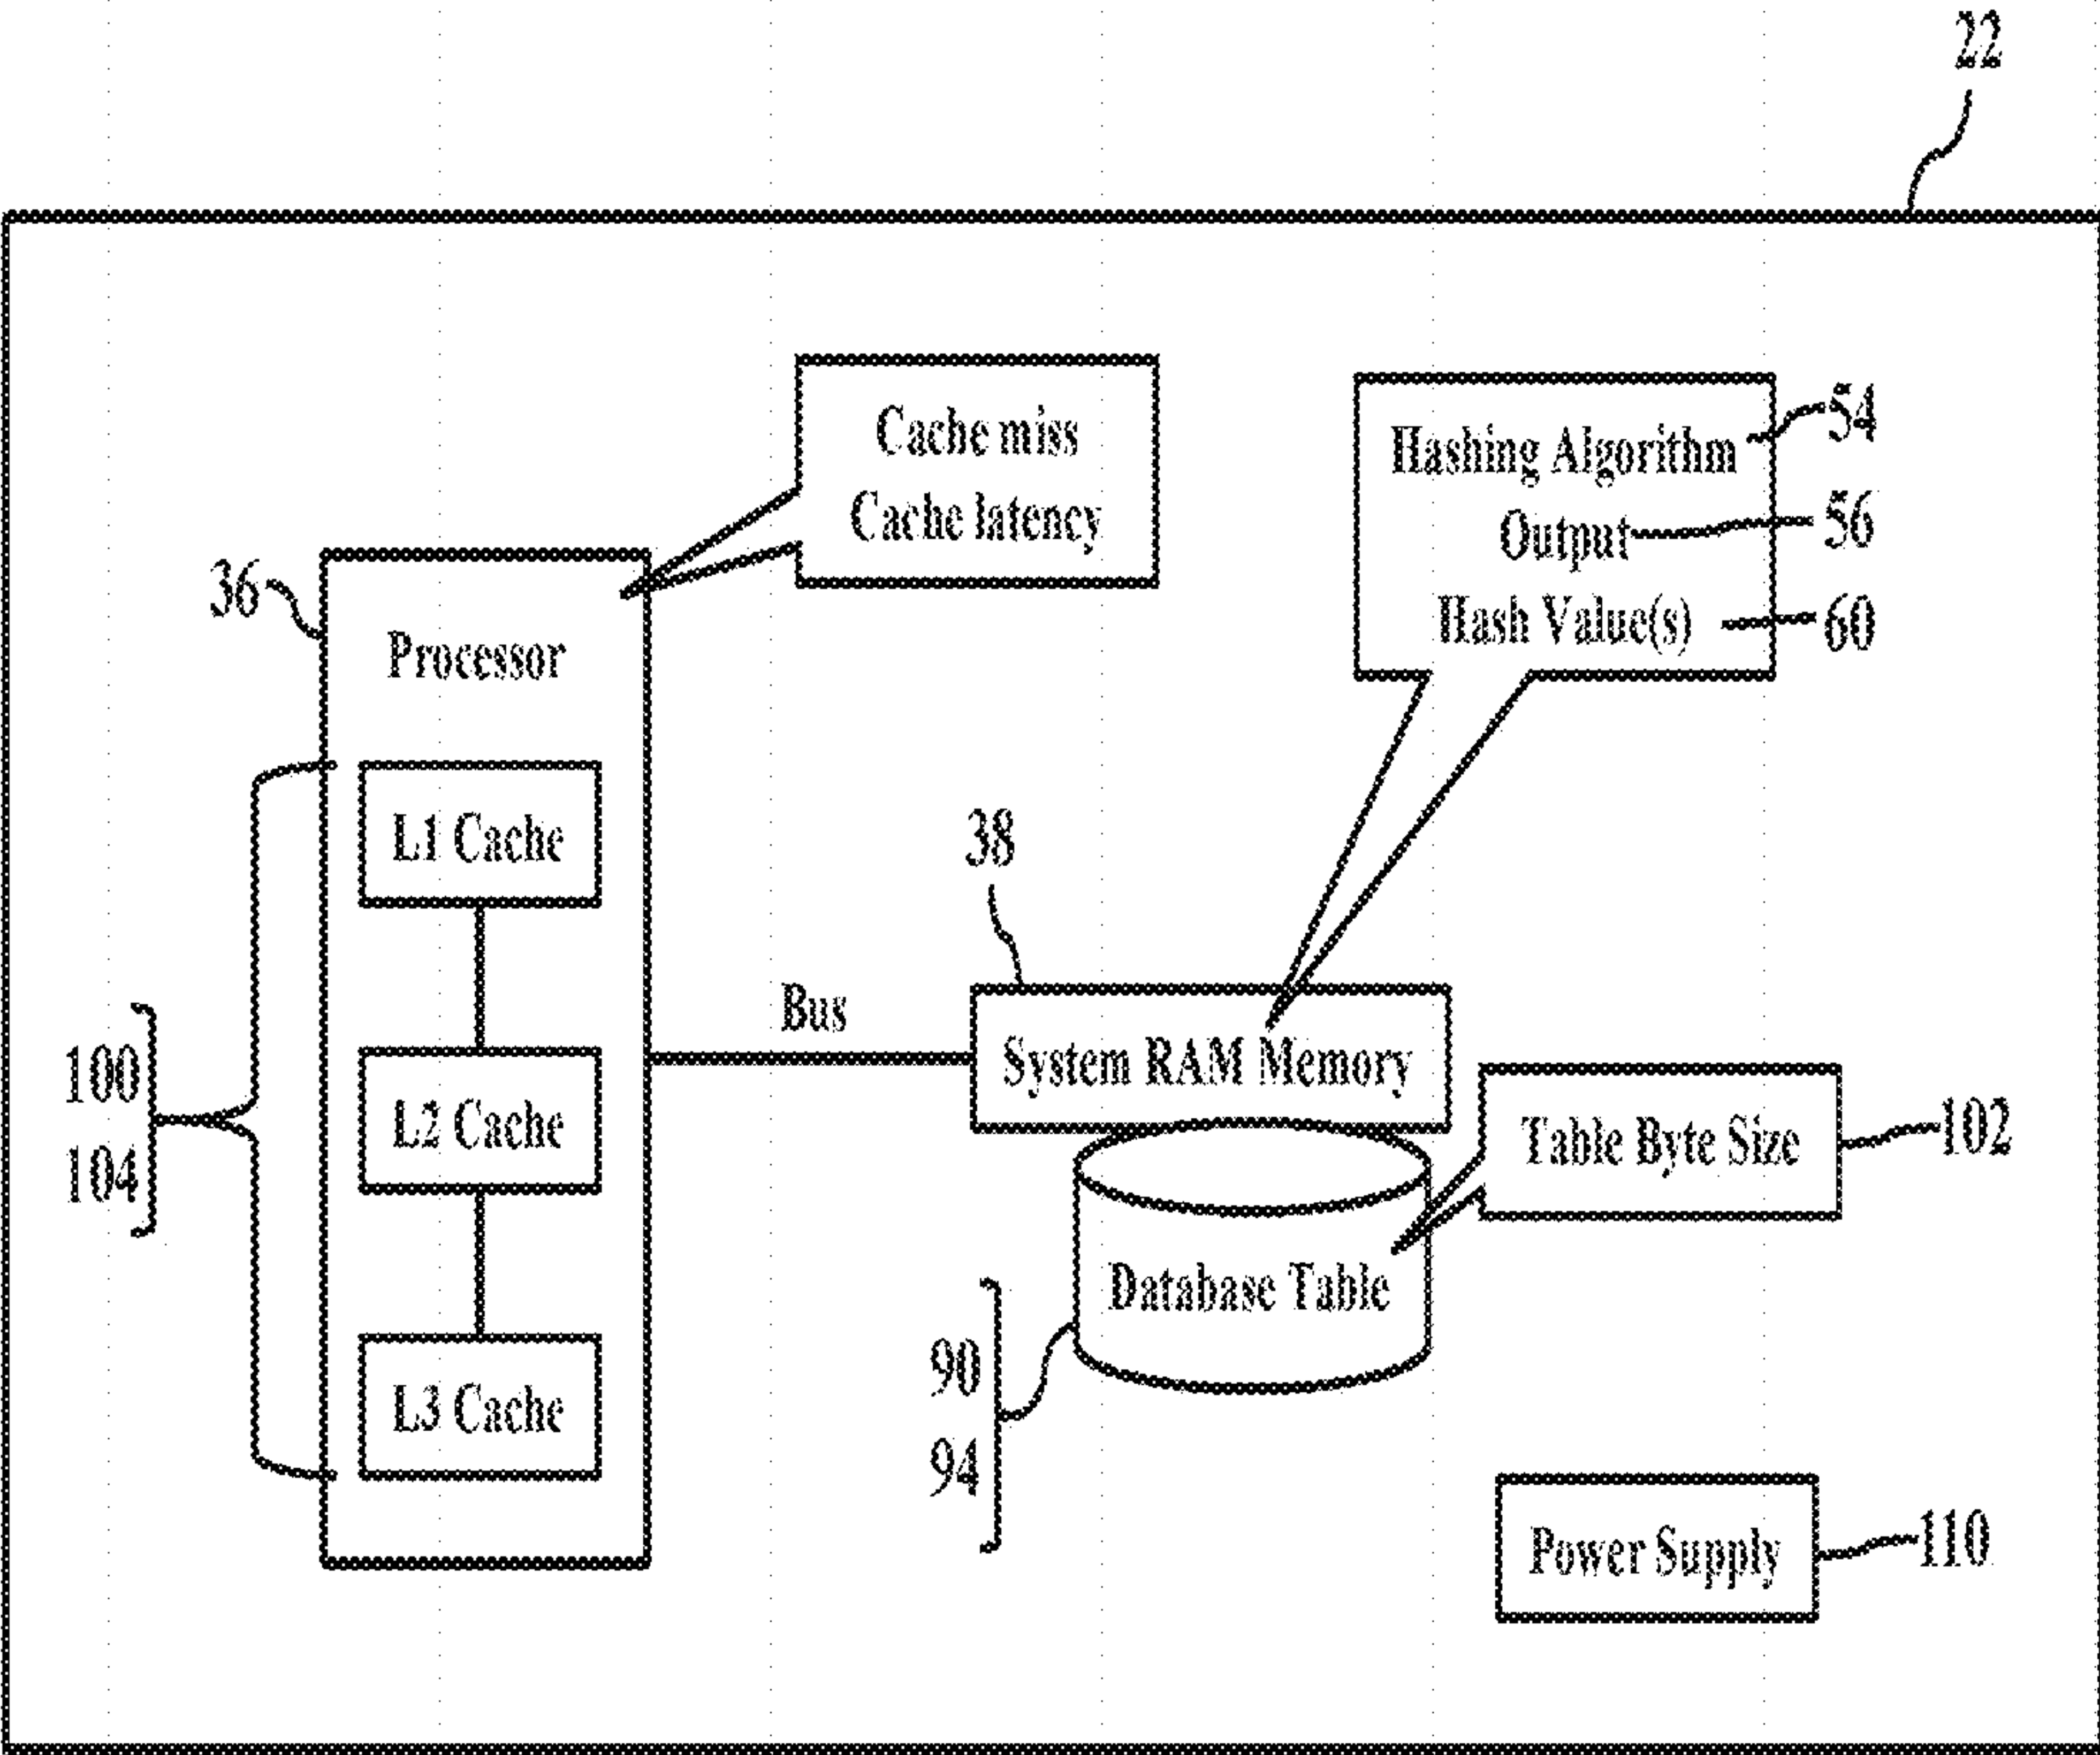 22
Cache miss
Cache latency
Hashing Algorithm
54
Output
56
Hash Value(s)
60
36
Processor
L1 Cache
L2 Cache
L3 Cache
100
104
Bus
38
System RAM Memory
Table Byte Size
102
Database Table
90
94
Power Supply
110